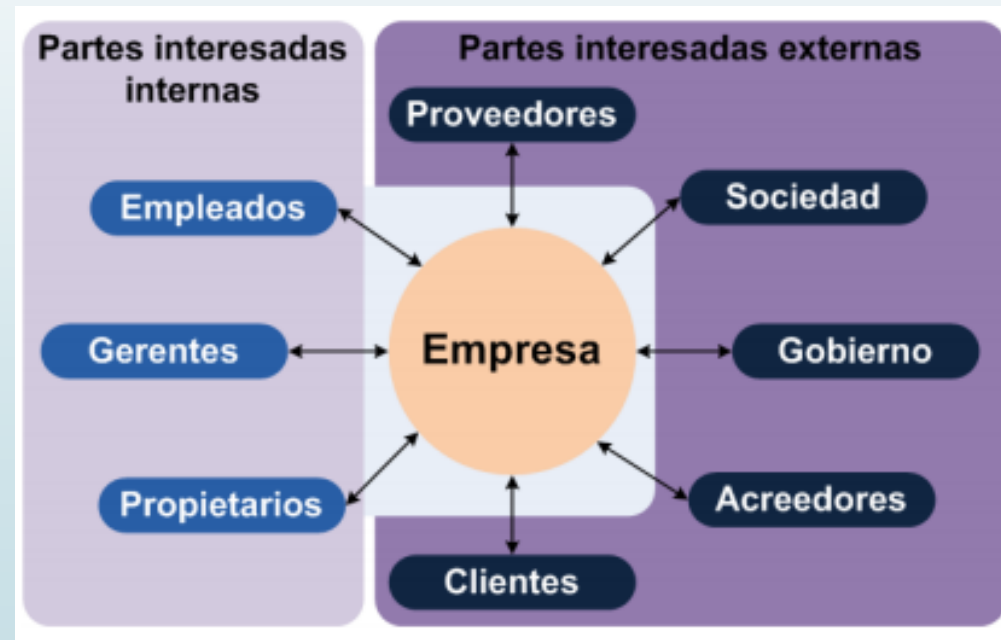 Partes interesadas
internas
Partes interesadas externas
Proveedores
Empleados
Sociedad
Gerentes
Empresa
Gobierno
Propietarios
Acreedores
Clientes